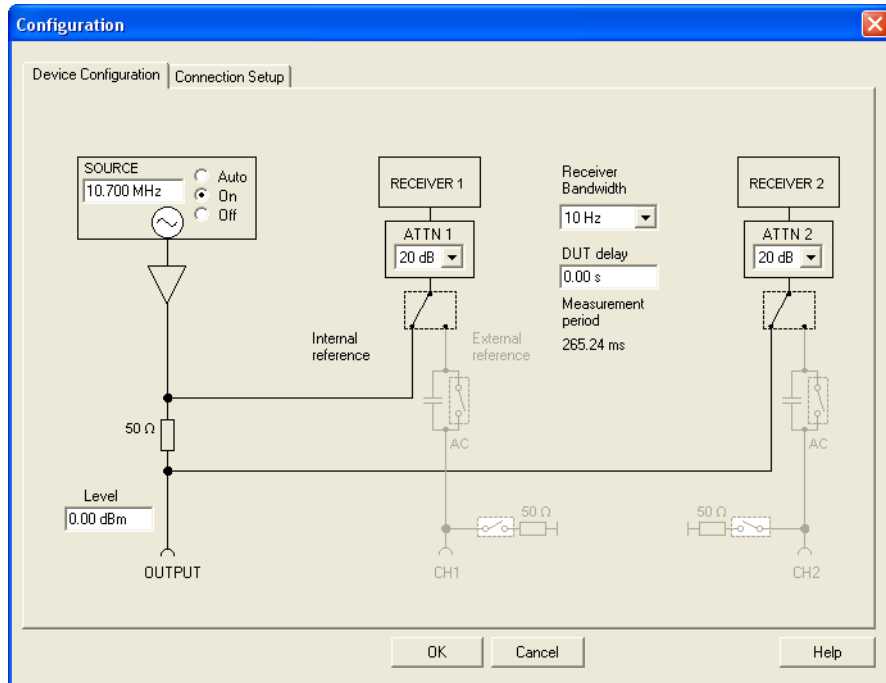 Configuration
Device Configuration
Connection Setup
SOURCE
10.700 MHz
Auto
On
Off
RECEIVER 1
ATTN 1
20 dB
Receiver
Bandwidth
10 Hz
DUT delay
0.00 s
Measurement
period
265.24 ms
RECEIVER 2
ATTN 2
20 dB
Internal
reference
External
reference
50 Ω
AC
AC
Level
0.00 dBm
50 Ω
50 Ω
OUTPUT
CH1
CH2
OK
Cancel
Help